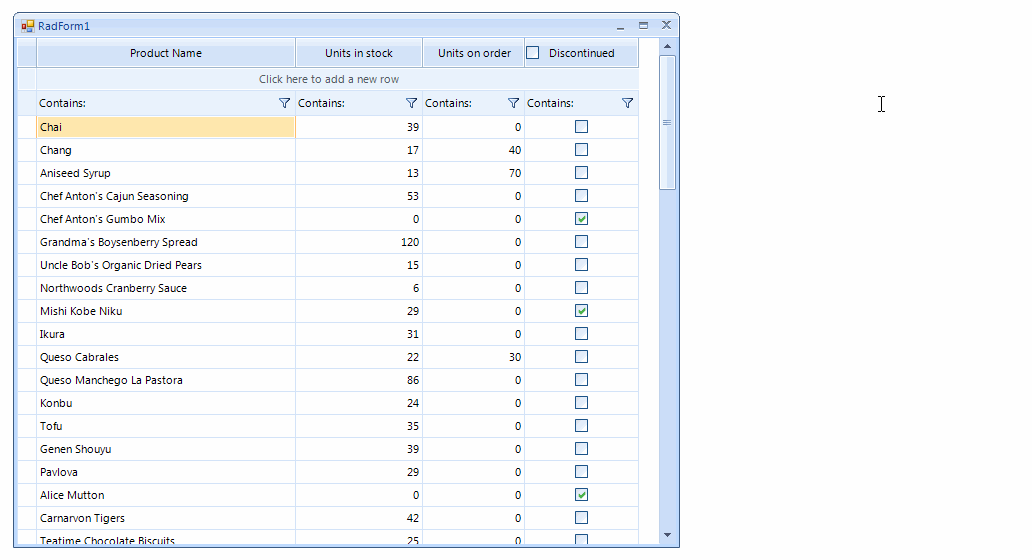 RadForm1
Product Name Units in stock Units on order Discontinued
Click here to add a new row
Contains: Contains: Contains: Contains:
Chai 39 0
Chang 17 40
Aniseed Syrup 13 70
Chef Anton's Cajun Seasoning 53 0
Chef Anton's Gumbo Mix 0 0
Grandma's Boysenberry Spread 120 0
Uncle Bob's Organic Dried Pears 15 0
Northwoods Cranberry Sauce 6 0
Mishi Kobe Niku 29 0
Ikura 31 0
Queso Cabrales 22 30
Queso Manchego La Pastora 86 0
Konbu 24 0
Tofu 35 0
Genen Shouyu 39 0
Pavlova 29 0
Alice Mutton 0 0
Carnarvon Tigers 42 0
Teatime Chocolate Biscuits 25 0